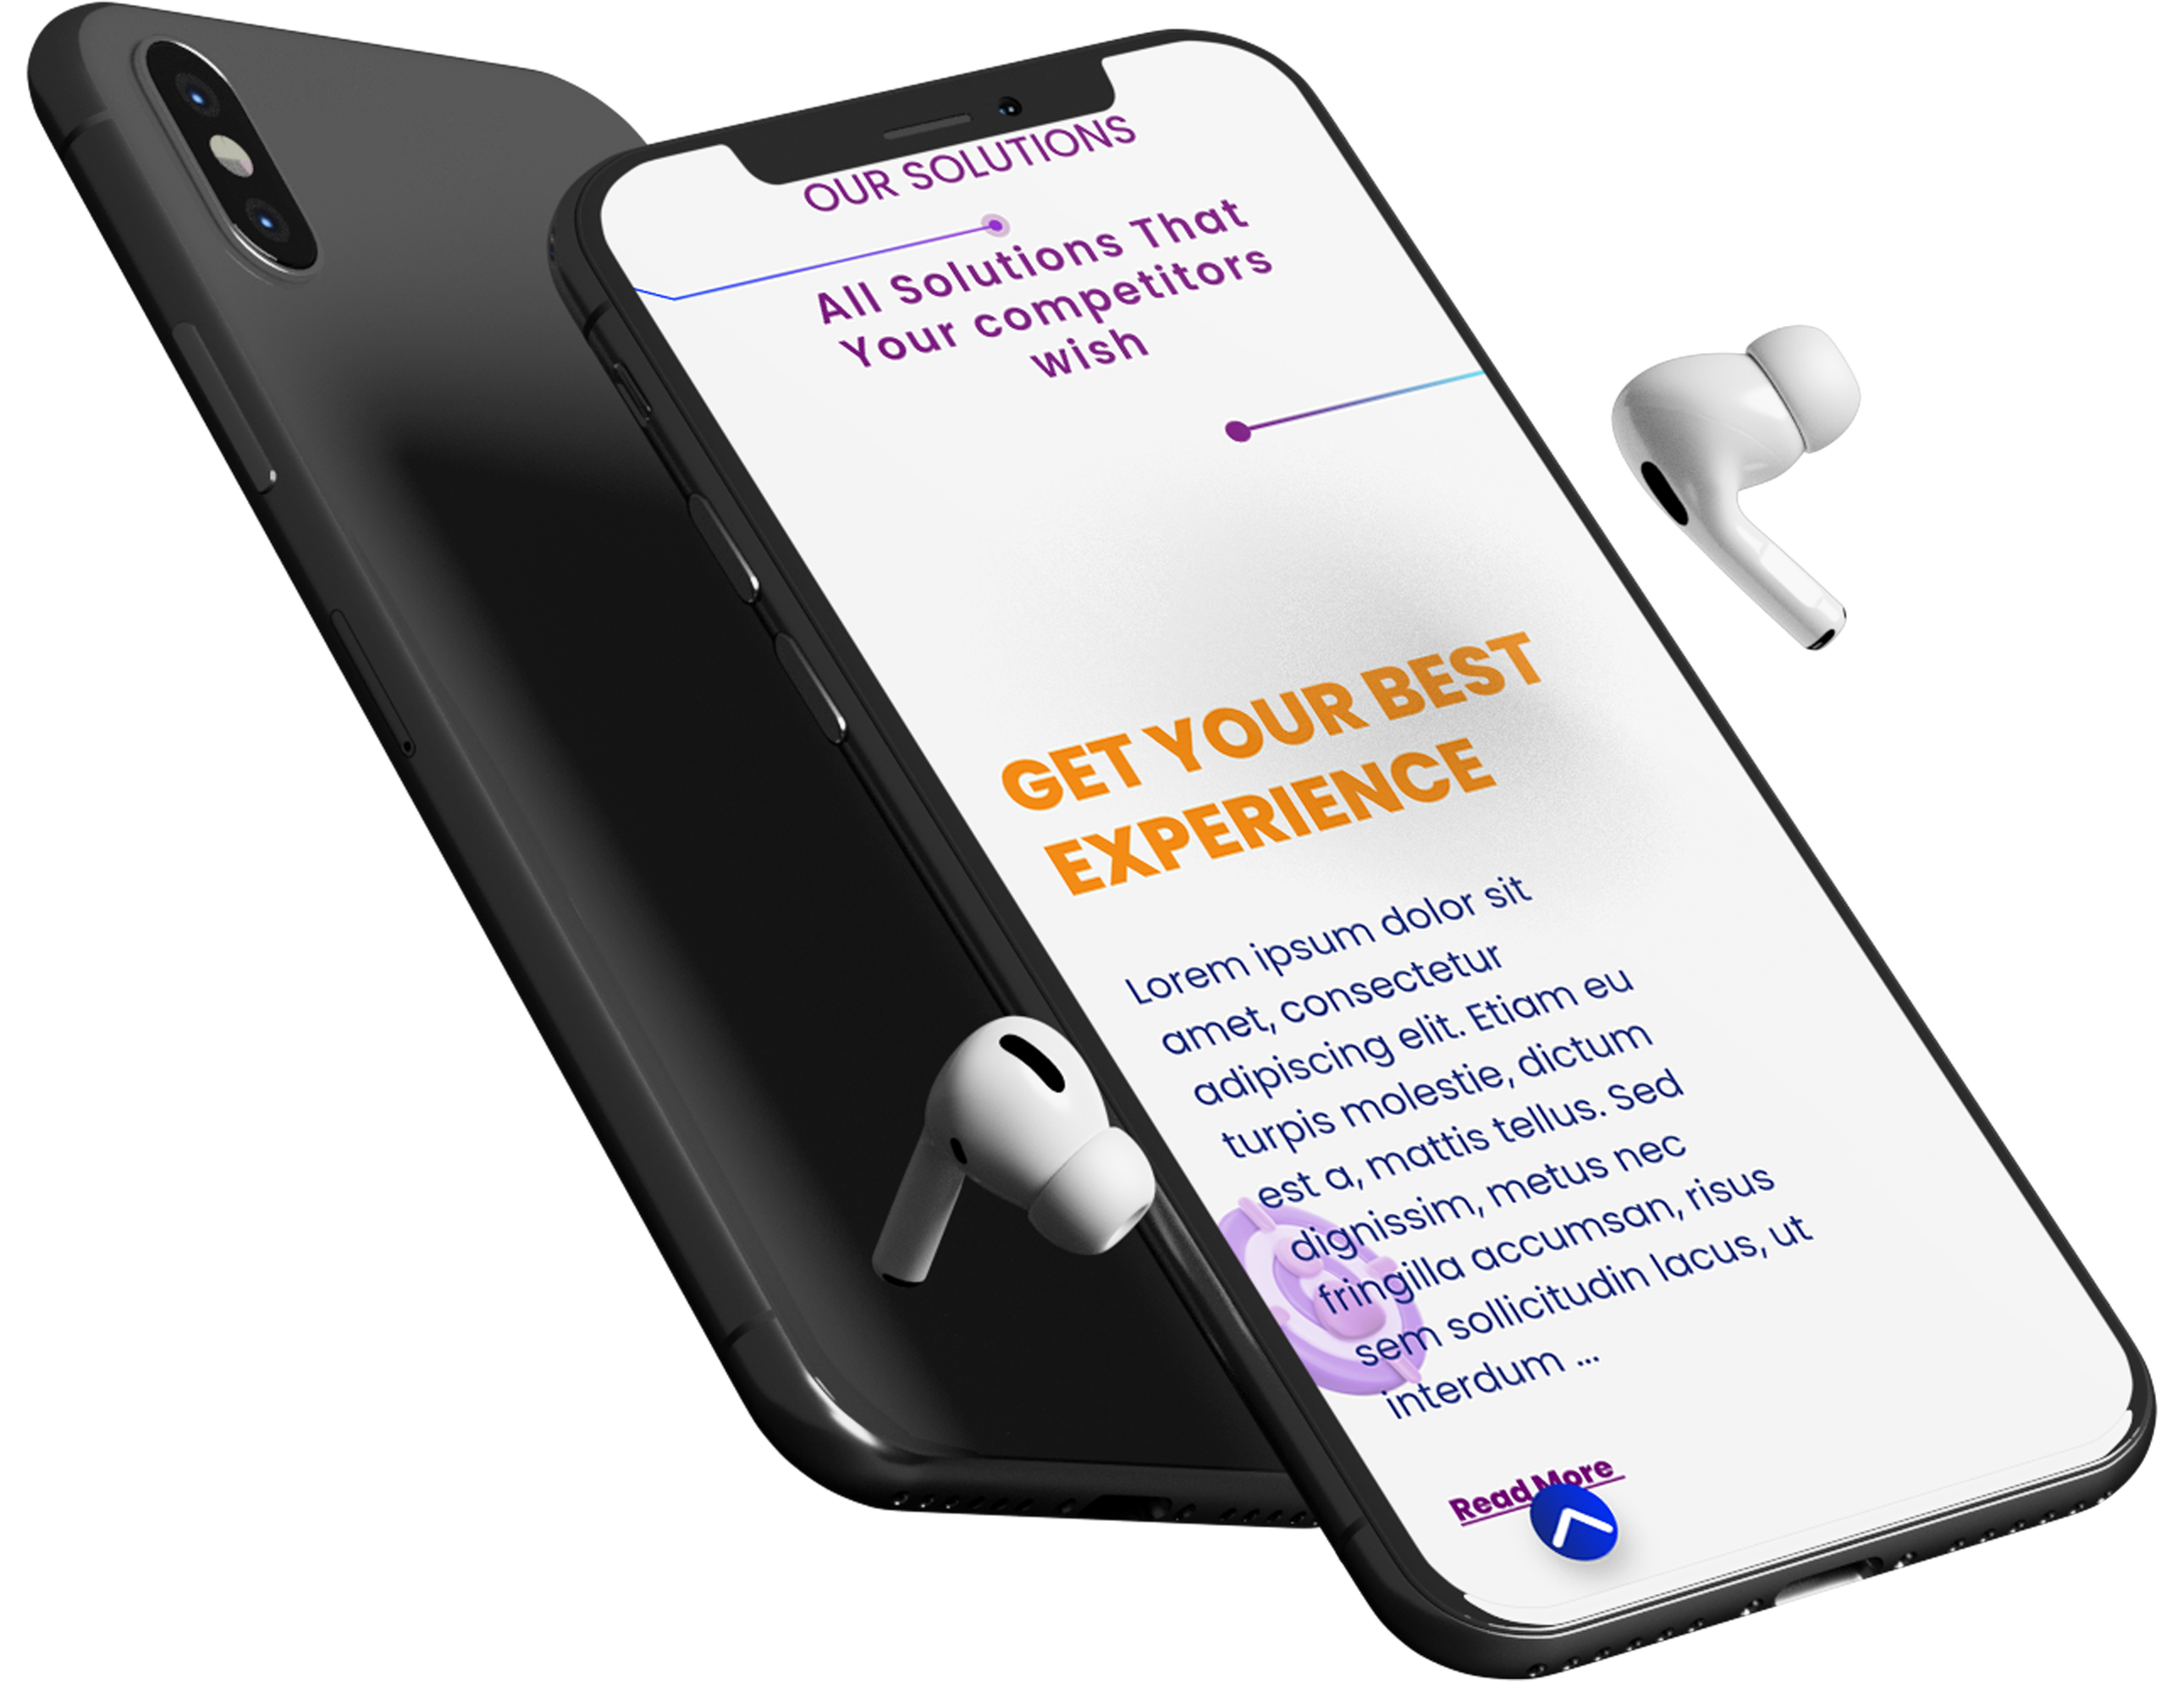 OUR SOLUTIONS
All Solutions That
Your competitors
wish
GET YOUR BEST
EXPERIENCE
Lorem ipsum dolor sit
amet, consectetur
adipiscing elit. Etiam eu
turpis molestie, dictum
est a, mattis tellus. Sed
dignissim, metus nec
fringilla accumsan, risus
sem sollicitudin lacus, ut
interdum ...
Read More